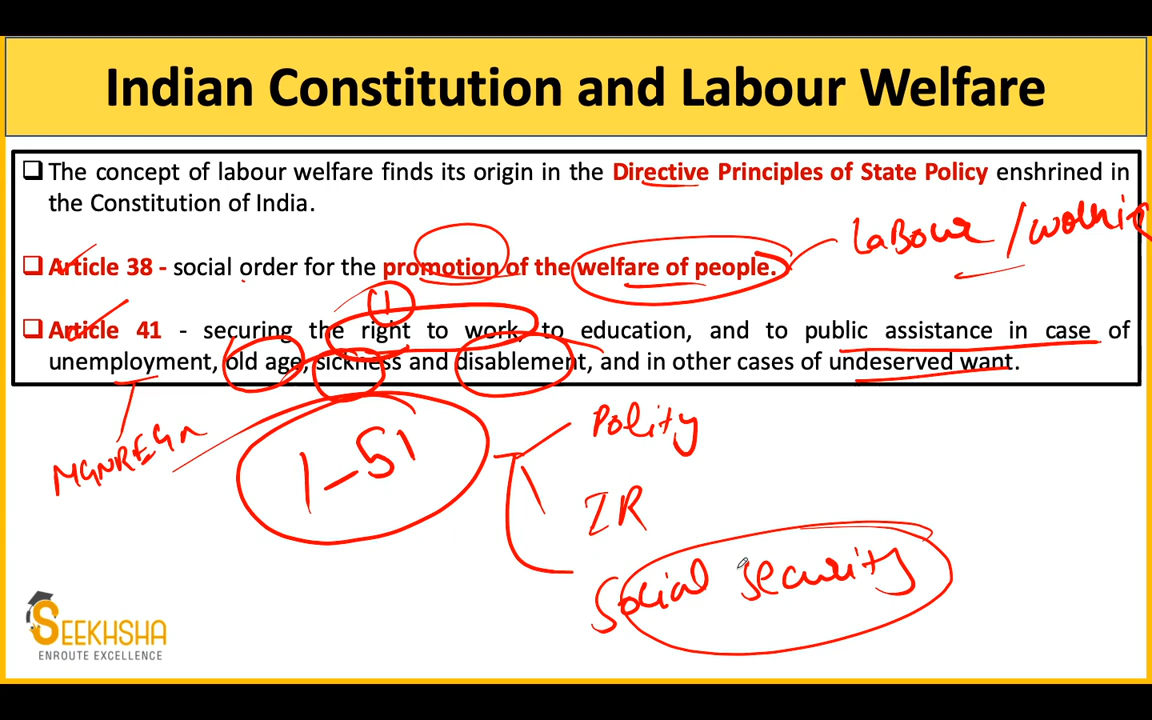 Indian Constitution and Labour Welfare
❑ The concept of labour welfare finds its origin in the Directive Principles of State Policy enshrined in
the Constitution of India.
Labour /
❑ Article 38 - social order for the promotion of the welfare of people.
1
❑ Article 41 - securing the right to work, to education, and to public assistance in case of
unemployment, old age, sickness and disablement, and in other cases of undeserved want.
Polity
MGNREGA
1-51
IR
Social Security
SEEKHSHA
ENROUTE EXCELLENCE